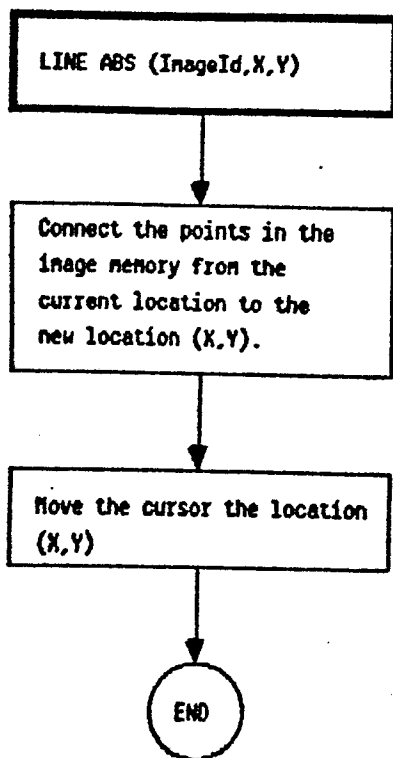 LINE ABS (ImageId,X,Y)
Connect the points in the
image memory from the
current location to the
new location (X,Y).
Move the cursor the location
(X,Y)
END